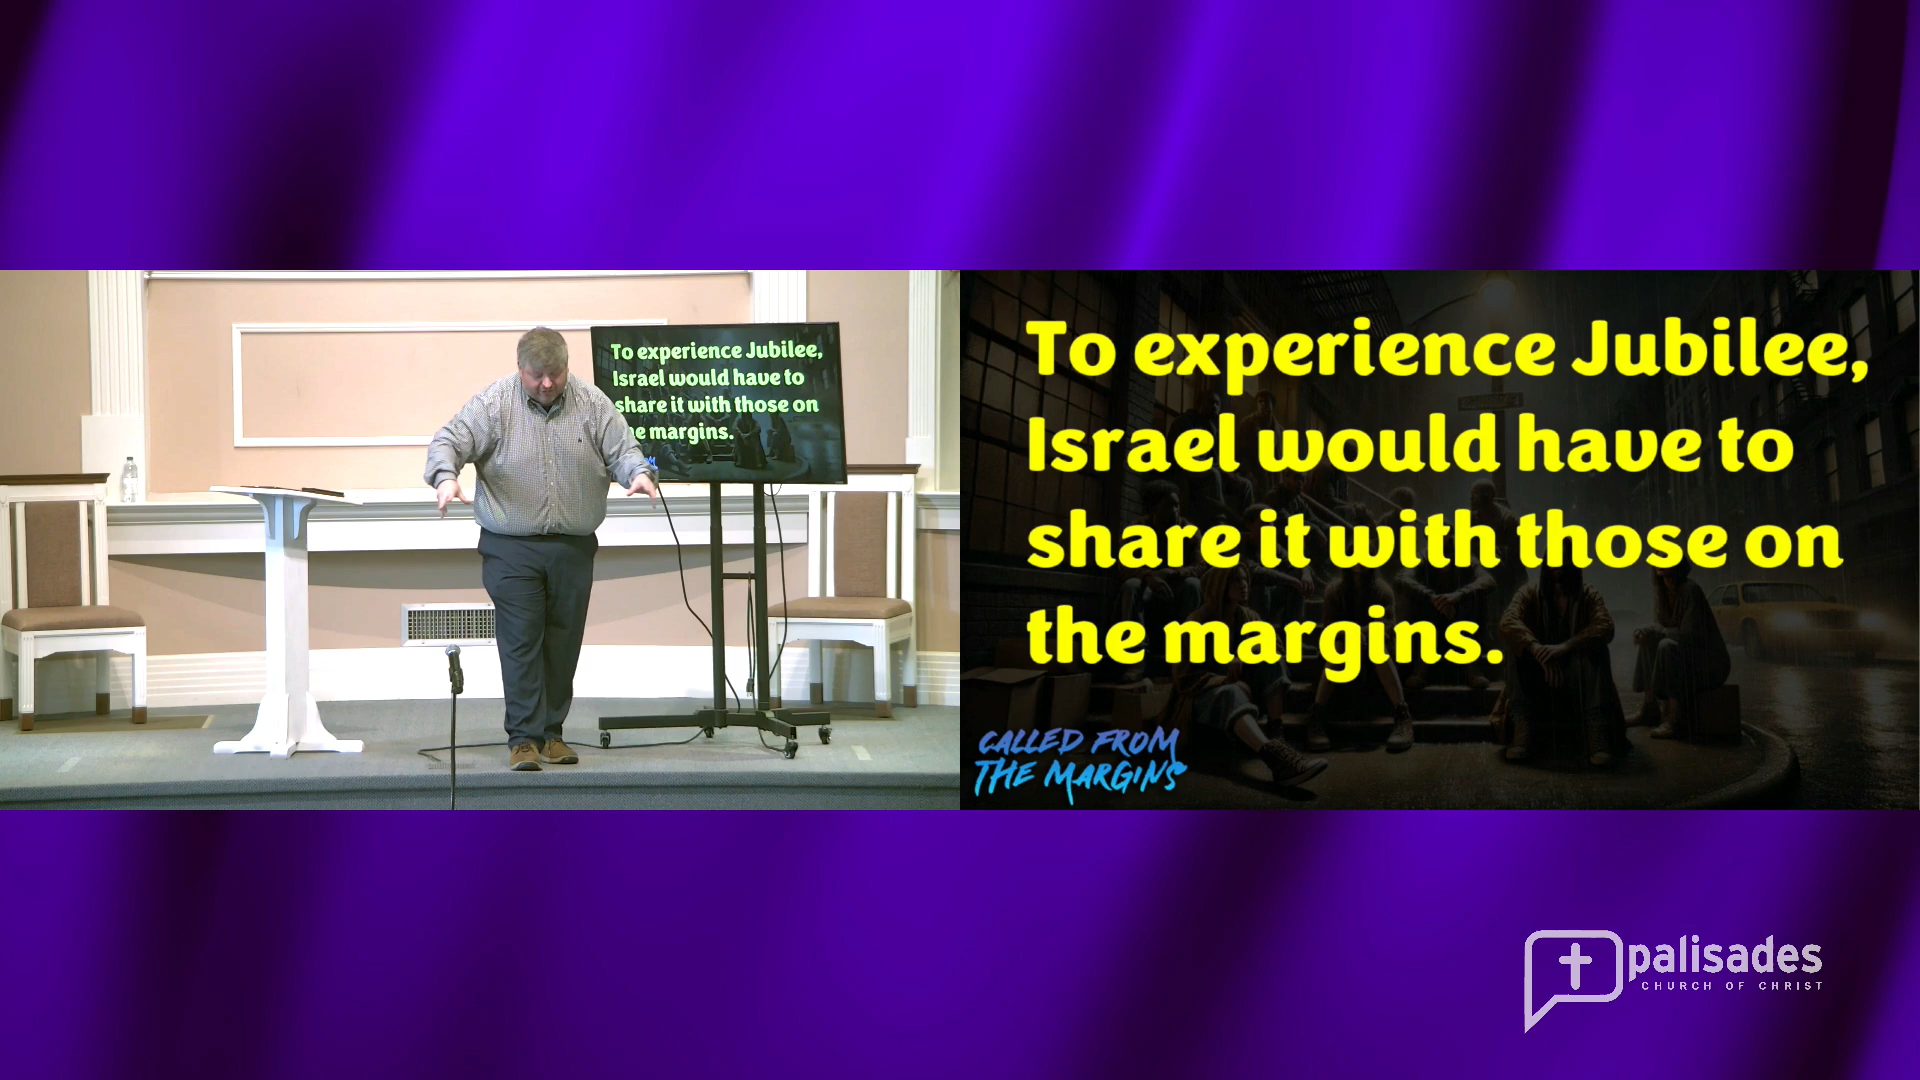 To experience Jubilee,
Israel would have to
share it with those on
he margins.
To experience Jubilee,
Israel would have to
share it with those on
the margins.
CALLED FROM
THE MARGINS
palisades
CHURCH OF CHRIST